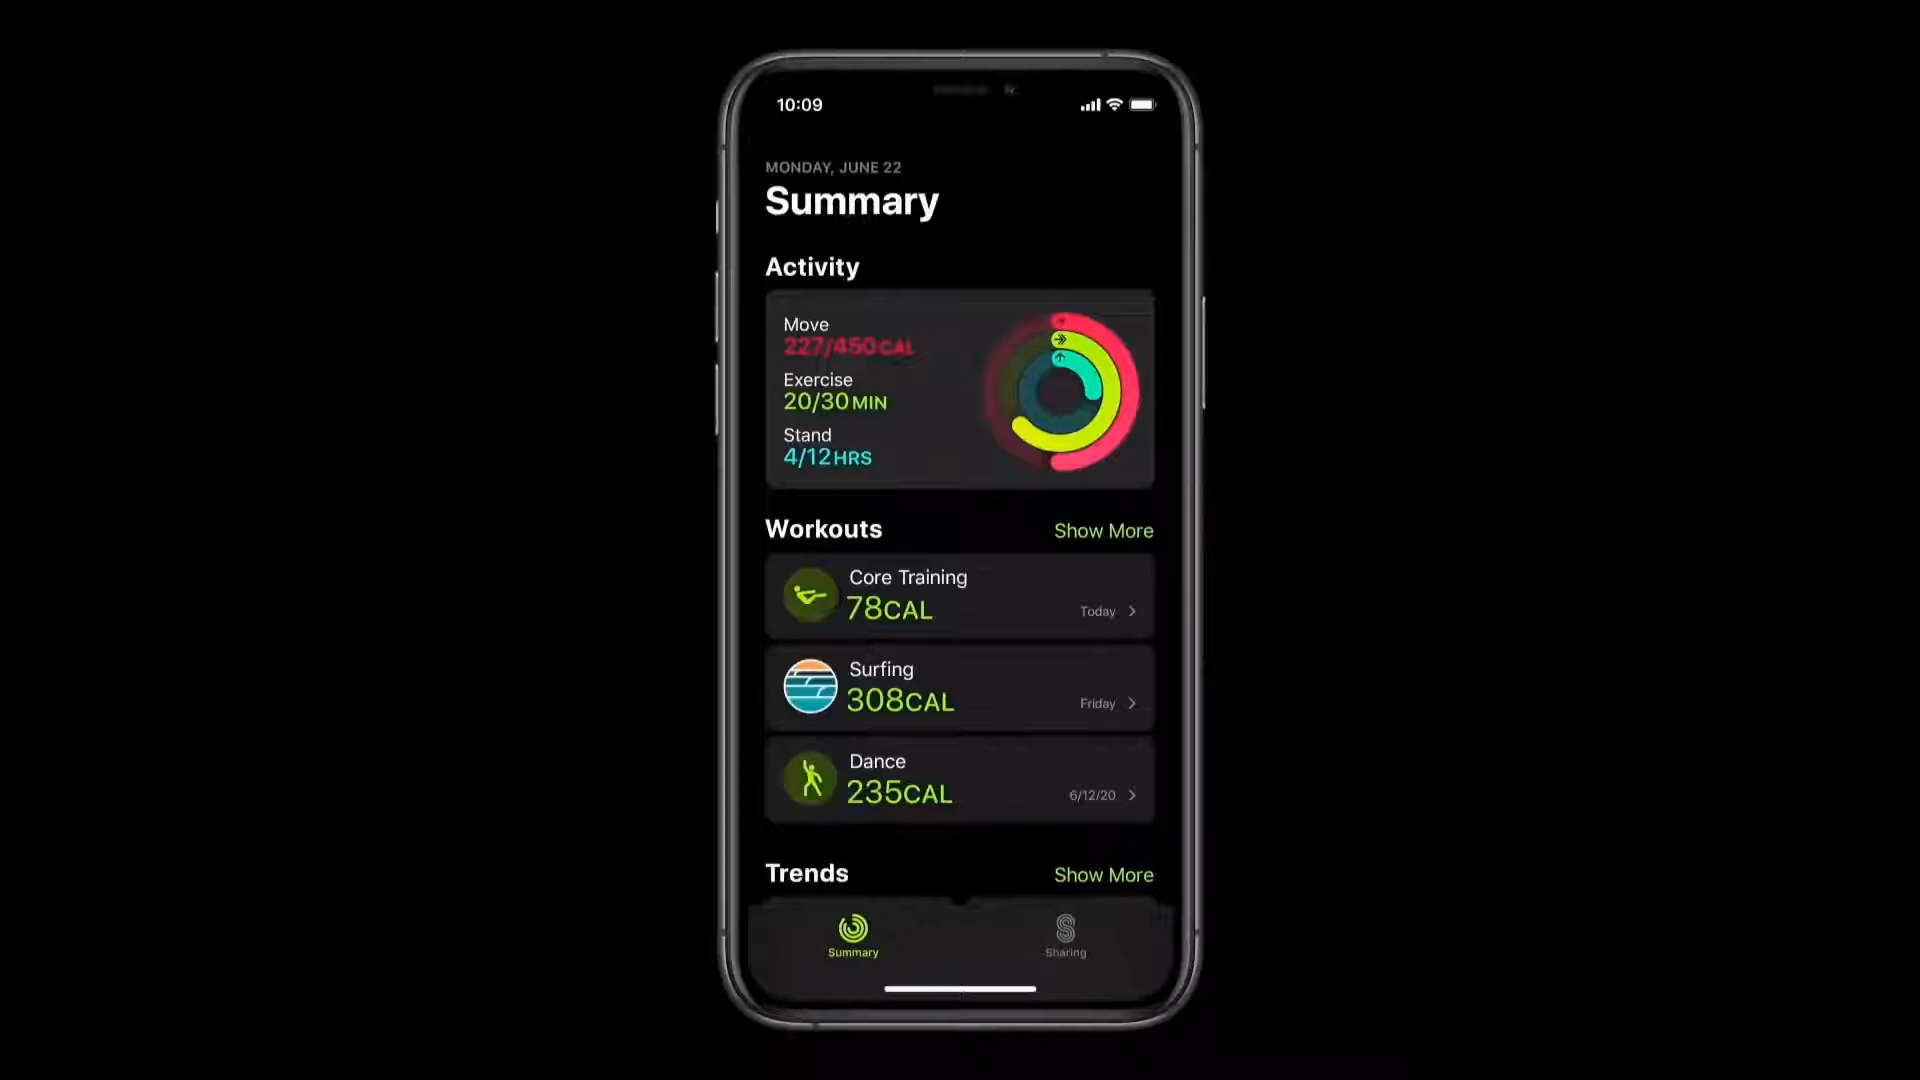 10:09
MONDAY, JUNE 22
Summary
Activity
Move
227/450CAL
Exercise
20/30MIN
Stand
4/12HRS
Workouts
Show More
Core Training
78CAL
Today
Surfing
308CAL
Friday
Dance
235CAL
6/12/20
Trends
Show More
Summary
Sharing